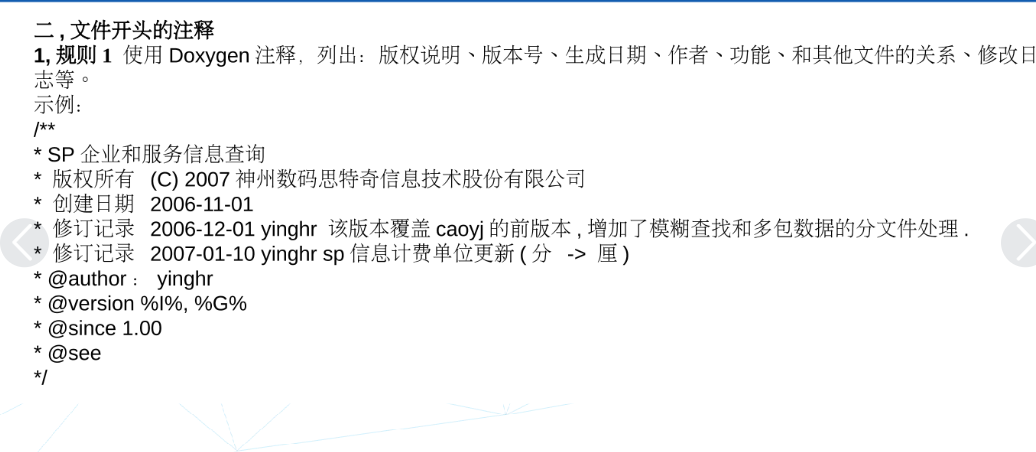 二 , 文件开头的注释
1, 规则 1 使用 Doxygen 注释，列出：版权说明、版本号、生成日期、作者、功能、和其他文件的关系、修改日
志等。
示例：
/**
* SP 企业和服务信息查询
* 版权所有 (C) 2007 神州数码思特奇信息技术股份有限公司
* 创建日期 2006-11-01
* 修订记录 2006-12-01 yinghr 该版本覆盖 caoyj 的前版本 , 增加了模糊查找和多包数据的分文件处理 .
* 修订记录 2007-01-10 yinghr sp 信息计费单位更新 ( 分 -> 厘 )
* @author： yinghr
* @version %I%, %G%
* @since 1.00
* @see
*/